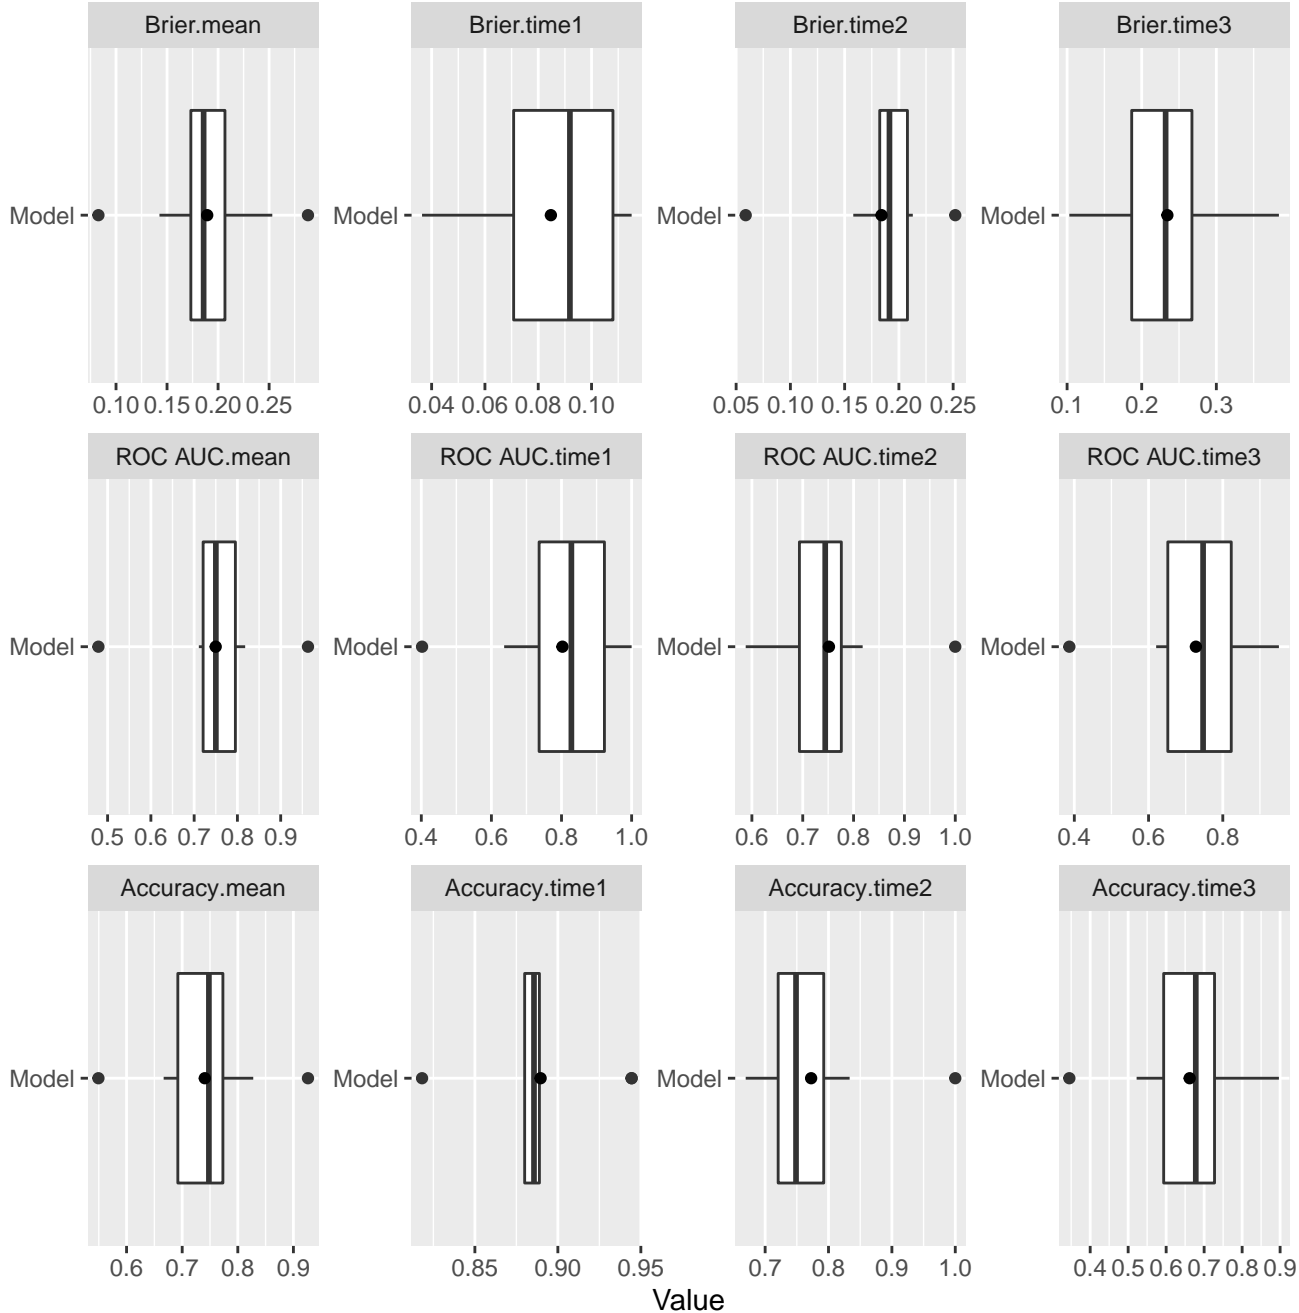 Brier.mean Brier.time1 Brier.time2 Brier.time3
Model Model Model Model
0.10 0.15 0.20 0.25 0.04 0.06 0.08 0.10 0.05 0.10 0.15 0.20 0.25 0.1 0.2 0.3
ROC AUC.mean ROC AUC.time1 ROC AUC.time2 ROC AUC.time3
Model Model Model Model
0.5 0.6 0.7 0.8 0.9 0.4 0.6 0.8 1.0 0.6 0.7 0.8 0.9 1.0 0.4 0.6 0.8
Accuracy.mean Accuracy.time1 Accuracy.time2 Accuracy.time3
Model Model Model Model
0.6 0.7 0.8 0.9 0.85 0.90 0.95 0.7 0.8 0.9 1.0 0.4 0.5 0.6 0.7 0.8 0.9
Value